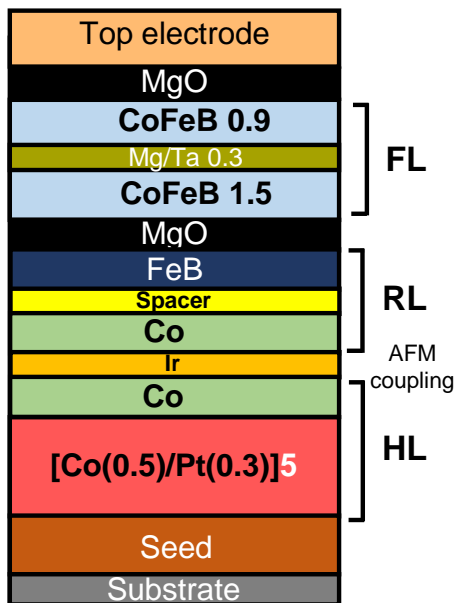 Top electrode
MgO
CoFeB 0.9
Mg/Ta 0.3
FL
CoFeB 1.5
MgO
FeB
Spacer
RL
Co
Ir
AFM
coupling
Co
HL
[Co(0.5)/Pt(0.3)]5
Seed
Substrate